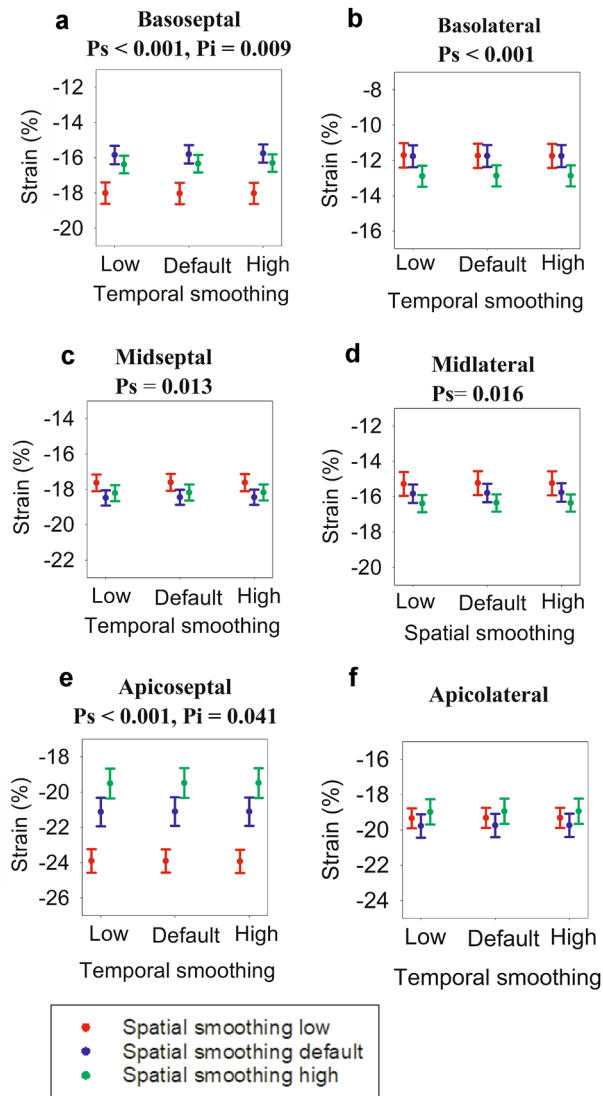 a
Basoseptal
Ps < 0.001, Pi = 0.009
-12
-14
-16
-18
-20
Strain (%)
Low Default High
Temporal smoothing
b
Basolateral
Ps < 0.001
-8
-10
-12
-14
-16
Strain (%)
Low Default High
Temporal smoothing
c
Midseptal
Ps = 0.013
-14
-16
-18
-20
-22
Strain (%)
Low Default High
Temporal smoothing
d
Midlateral
Ps= 0.016
-12
-14
-16
-18
-20
Strain (%)
Low Default High
Spatial smoothing
e
Apicoseptal
Ps < 0.001, Pi = 0.041
-18
-20
-22
-24
-26
Strain (%)
Low Default High
Temporal smoothing
f
Apicolateral
-16
-18
-20
-22
-24
Strain (%)
Low Default High
Temporal smoothing
Spatial smoothing low
Spatial smoothing default
Spatial smoothing high